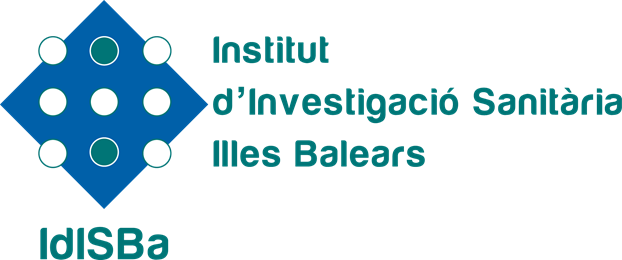 Institut
d'Investigació Sanitària
Illes Balears
IdISBa